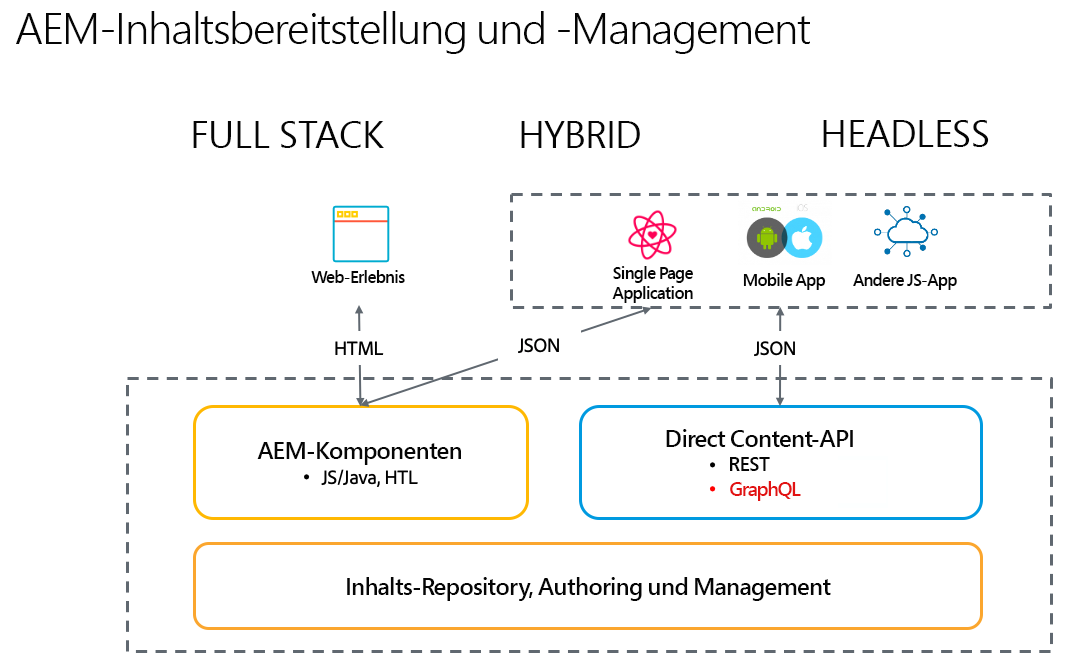 AEM-Inhaltsbereitstellung und -Management
FULL STACK
HYBRID
HEADLESS
Web-Erlebnis
Single Page
Application
ANDROID
iOS
Mobile App
Andere JS-App
HTML
JSON
JSON
AEM-Komponenten
• JS/Java, HTL
Direct Content-API
• REST
• GraphQL
Inhalts-Repository, Authoring und Management